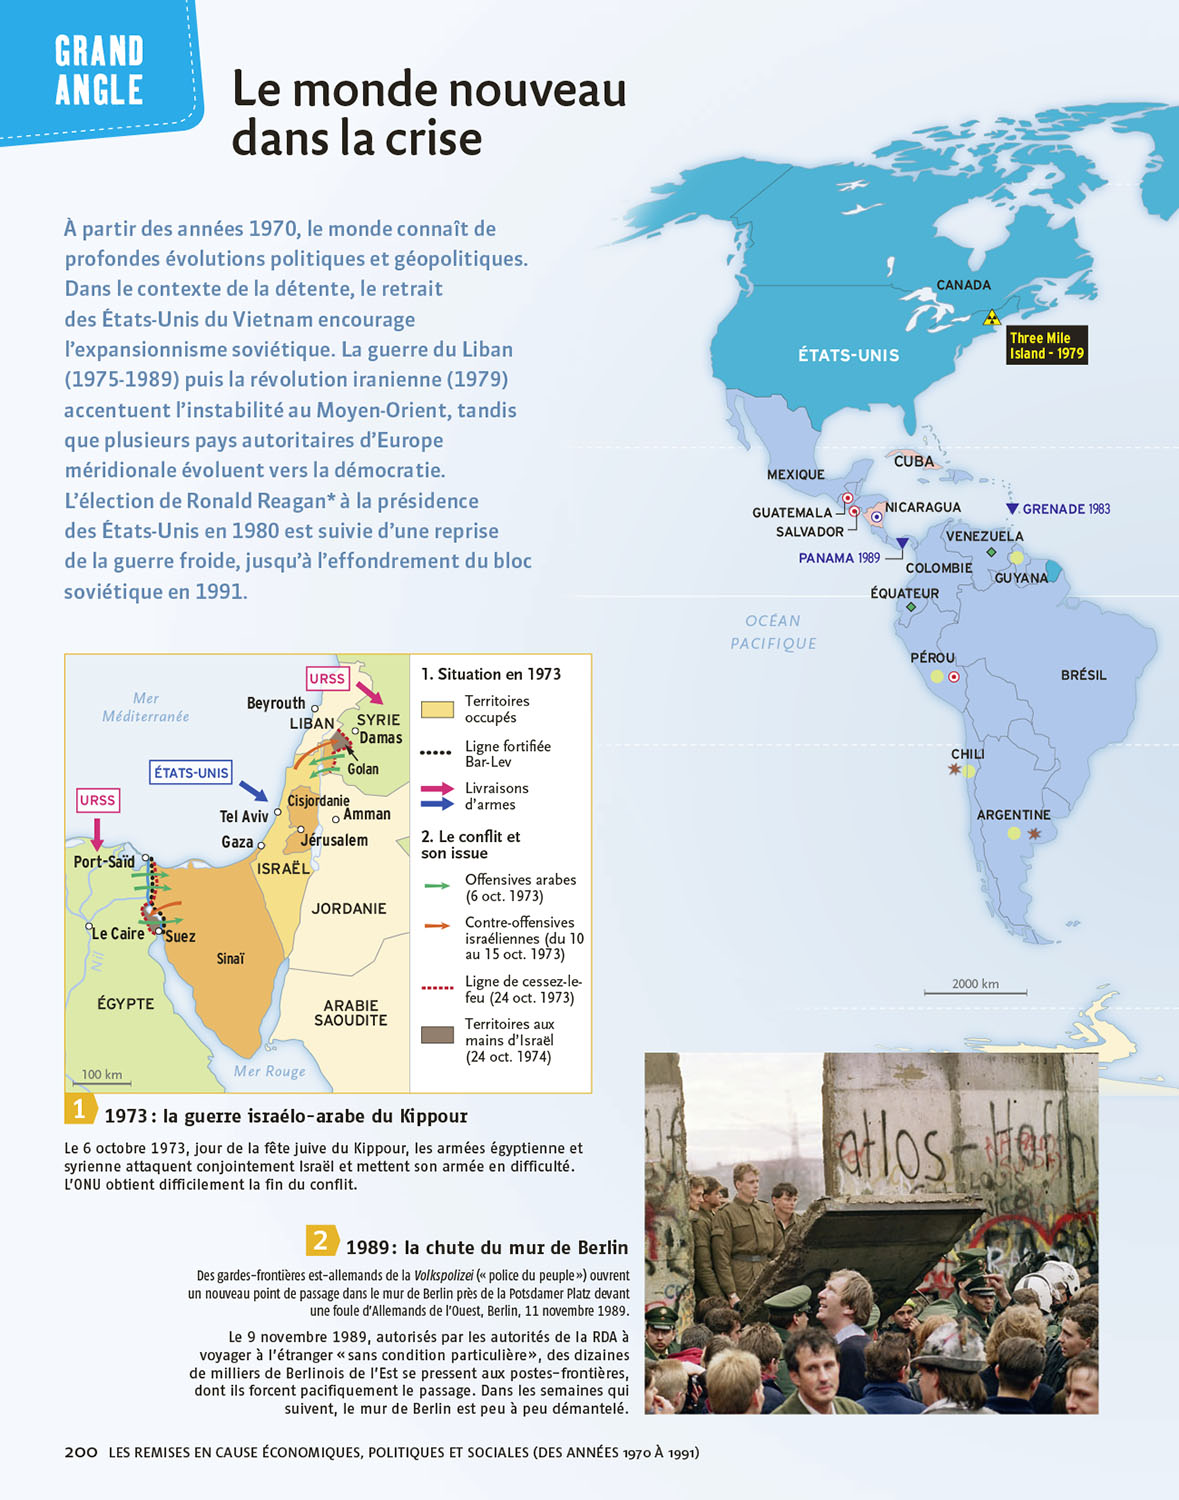 GRAND
ANGLE
Le monde nouveau
dans la crise
À partir des années 1970, le monde connaît de
profondes évolutions politiques et géopolitiques.
Dans le contexte de la détente, le retrait
des États-Unis du Vietnam encourage
l’expansionnisme soviétique. La guerre du Liban
(1975-1989) puis la révolution iranienne (1979)
accentuent l’instabilité au Moyen-Orient, tandis
que plusieurs pays autoritaires d’Europe
méridionale évoluent vers la démocratie.
L’élection de Ronald Reagan* à la présidence
des États-Unis en 1980 est suivie d’une reprise
de la guerre froide, jusqu’à l’effondrement du bloc
soviétique en 1991.
CANADA
Three Mile
Island - 1979
ÉTATS-UNIS
MEXIQUE
CUBA
GUATEMALA
NICARAGUA
GRENADE 1983
SALVADOR
VENEZUELA
PANAMA 1989
COLOMBIE
GUYANA
ÉQUATEUR
OCÉAN
PACIFIQUE
PÉROU
BRÉSIL
CHILI
ARGENTINE
2000 km
URSS
Mer
Méditerranée
Beyrouth
LIBAN
SYRIE
Damas
Golan
ÉTATS-UNIS
URSS
Cisjordanie
Tel Aviv
Amman
Gaza
Jérusalem
Port-Saïd
ISRAËL
JORDANIE
Le Caire
Suez
Nil
Sinaï
ÉGYPTE
ARABIE
SAOUDITE
Mer Rouge
100 km
1. Situation en 1973
Territoires
occupés
Ligne fortifiée
Bar-Lev
Livraisons
d’armes
2. Le conflit et
son issue
Offensives arabes
(6 oct. 1973)
Contre-offensives
israéliennes (du 10
au 15 oct. 1973)
Ligne de cessez-le-
feu (24 oct. 1973)
Territoires aux
mains d’Israël
(24 oct. 1974)
1 1973 : la guerre israélo-arabe du Kippour
Le 6 octobre 1973, jour de la fête juive du Kippour, les armées égyptienne et
syrienne attaquent conjointement Israël et mettent son armée en difficulté.
L’ONU obtient difficilement la fin du conflit.
2 1989 : la chute du mur de Berlin
Des gardes-frontières est-allemands de la Volkspolizei (« police du peuple ») ouvrent
un nouveau point de passage dans le mur de Berlin près de la Potsdamer Platz devant
une foule d’Allemands de l’Ouest, Berlin, 11 novembre 1989.
Le 9 novembre 1989, autorisés par les autorités de la RDA à
voyager à l’étranger « sans condition particulière », des dizaines
de milliers de Berlinois de l’Est se pressent aux postes-frontières,
dont ils forcent pacifiquement le passage. Dans les semaines qui
suivent, le mur de Berlin est peu à peu démantelé.
200 LES REMISES EN CAUSE ÉCONOMIQUES, POLITIQUES ET SOCIALES (DES ANNÉES 1970 À 1991)